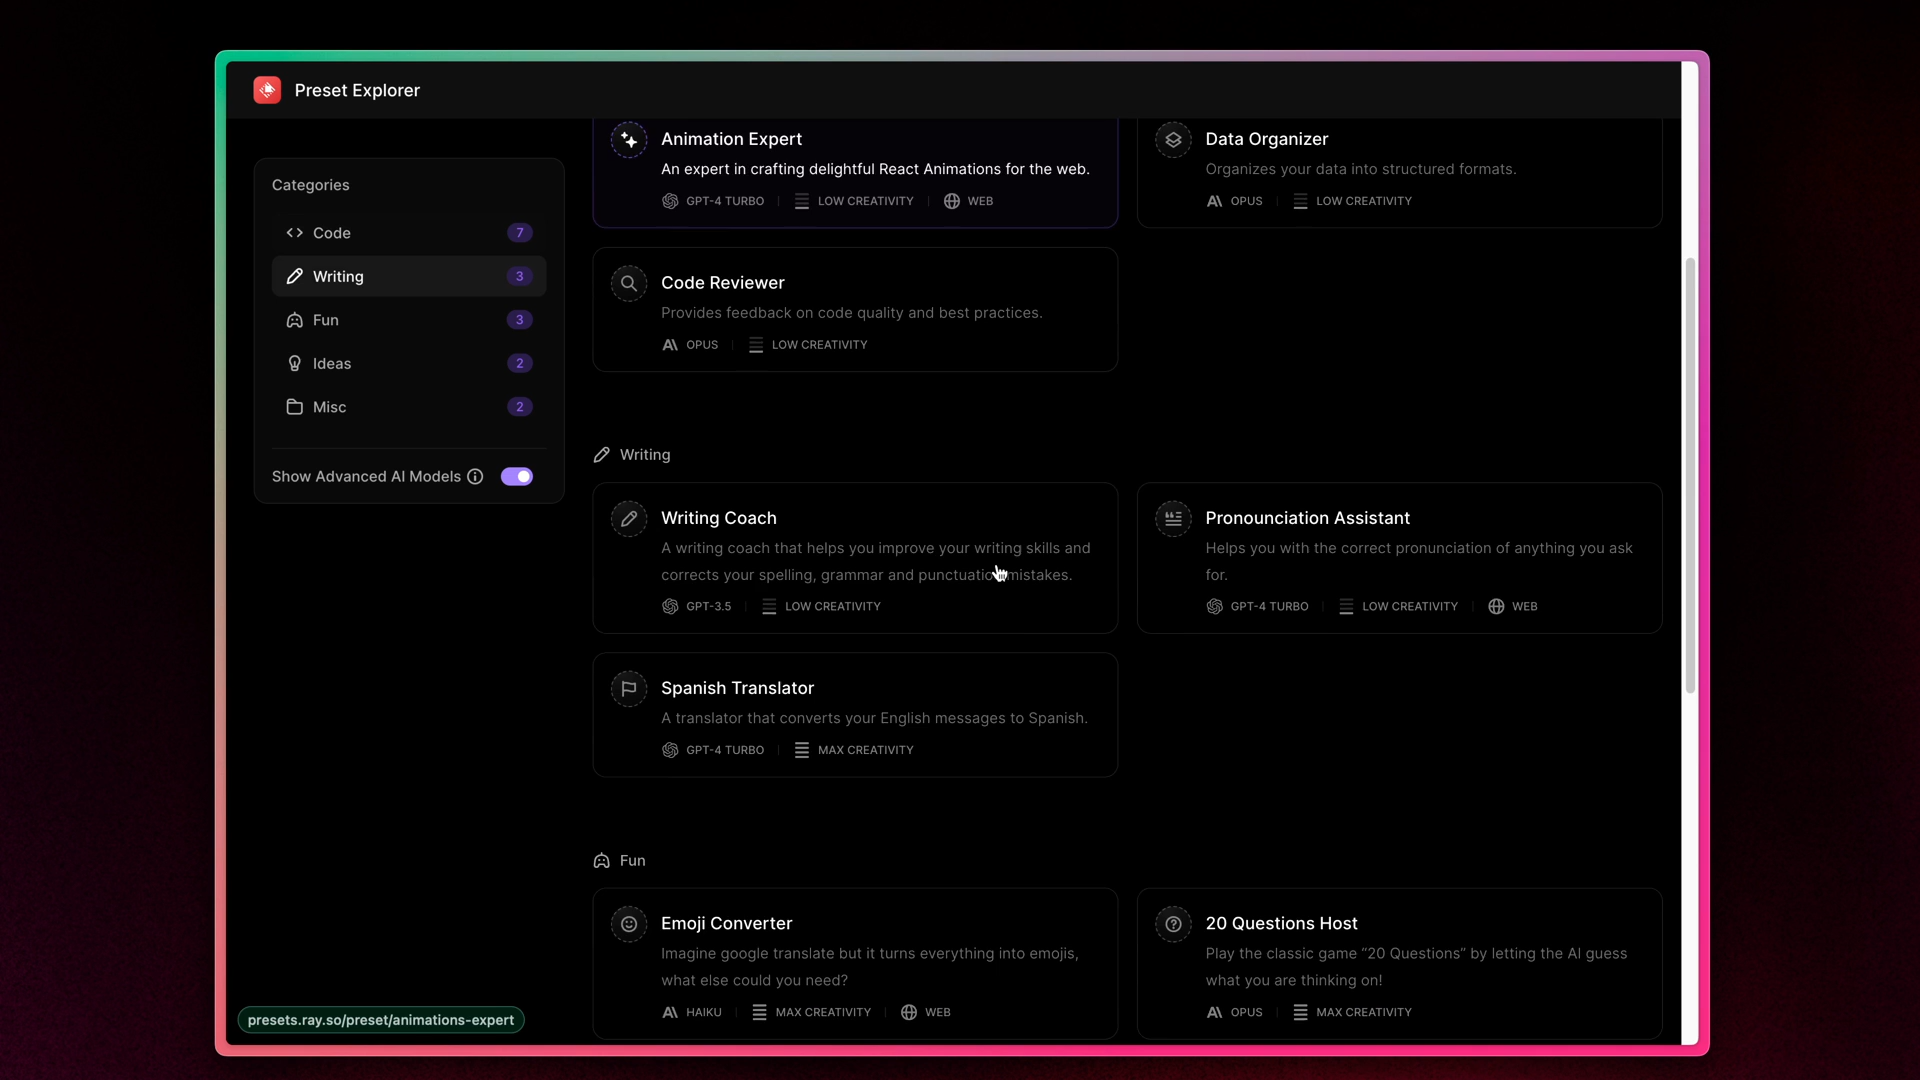 Preset Explorer
Categories
Code 7
Writing 3
Fun 3
Ideas 2
Misc 2
Show Advanced AI Models
Animation Expert
An expert in crafting delightful React Animations for the web.
GPT-4 TURBO LOW CREATIVITY WEB
Data Organizer
Organizes your data into structured formats.
OPUS LOW CREATIVITY
Code Reviewer
Provides feedback on code quality and best practices.
OPUS LOW CREATIVITY
Writing
Writing Coach
A writing coach that helps you improve your writing skills and
corrects your spelling, grammar and punctuation mistakes.
GPT-3.5 LOW CREATIVITY
Pronounciation Assistant
Helps you with the correct pronunciation of anything you ask
for.
GPT-4 TURBO LOW CREATIVITY WEB
Spanish Translator
A translator that converts your English messages to Spanish.
GPT-4 TURBO MAX CREATIVITY
Fun
Emoji Converter
Imagine google translate but it turns everything into emojis,
what else could you need?
HAIKU MAX CREATIVITY WEB
20 Questions Host
Play the classic game “20 Questions” by letting the AI guess
what you are thinking on!
OPUS MAX CREATIVITY
presets.ray.so/preset/animations-expert